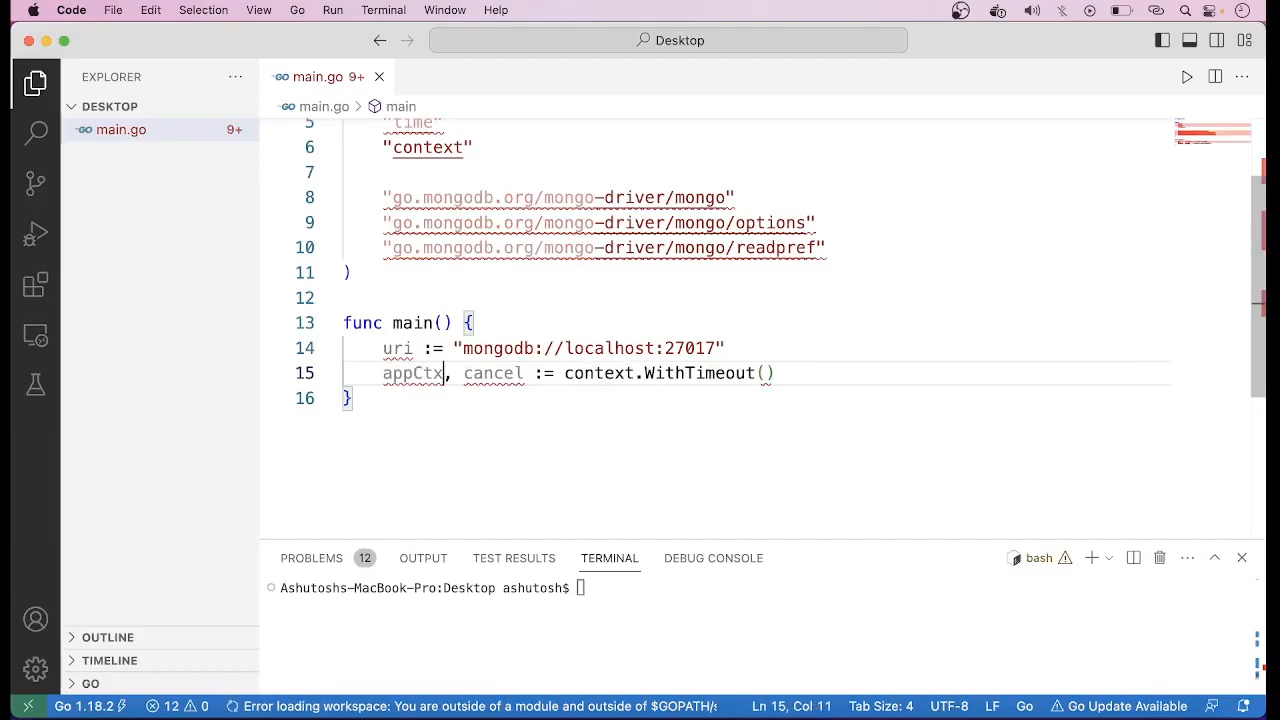 Code File Edit Selection View Go Run Terminal Window Help
Desktop
EXPLORER
main.go 9+
DESKTOP
main.go > main
main.go 9+
5 "time"
6 "context"
7
8 "go.mongodb.org/mongo-driver/mongo"
9 "go.mongodb.org/mongo-driver/mongo/options"
10 "go.mongodb.org/mongo-driver/mongo/readpref"
11 )
12
13 func main() {
14 uri := "mongodb://localhost:27017"
15 appCtx, cancel := context.WithTimeout()
16 }
PROBLEMS 12 OUTPUT TEST RESULTS TERMINAL DEBUG CONSOLE
bash
Ashutoshs-MacBook-Pro:Desktop ashutosh$
OUTLINE
TIMELINE
GO
Go 1.18.2 12 0 Error loading workspace: You are outside of a module and outside of $GOPATH/s Ln 15, Col 11 Tab Size: 4 UTF-8 LF Go Go Update Available